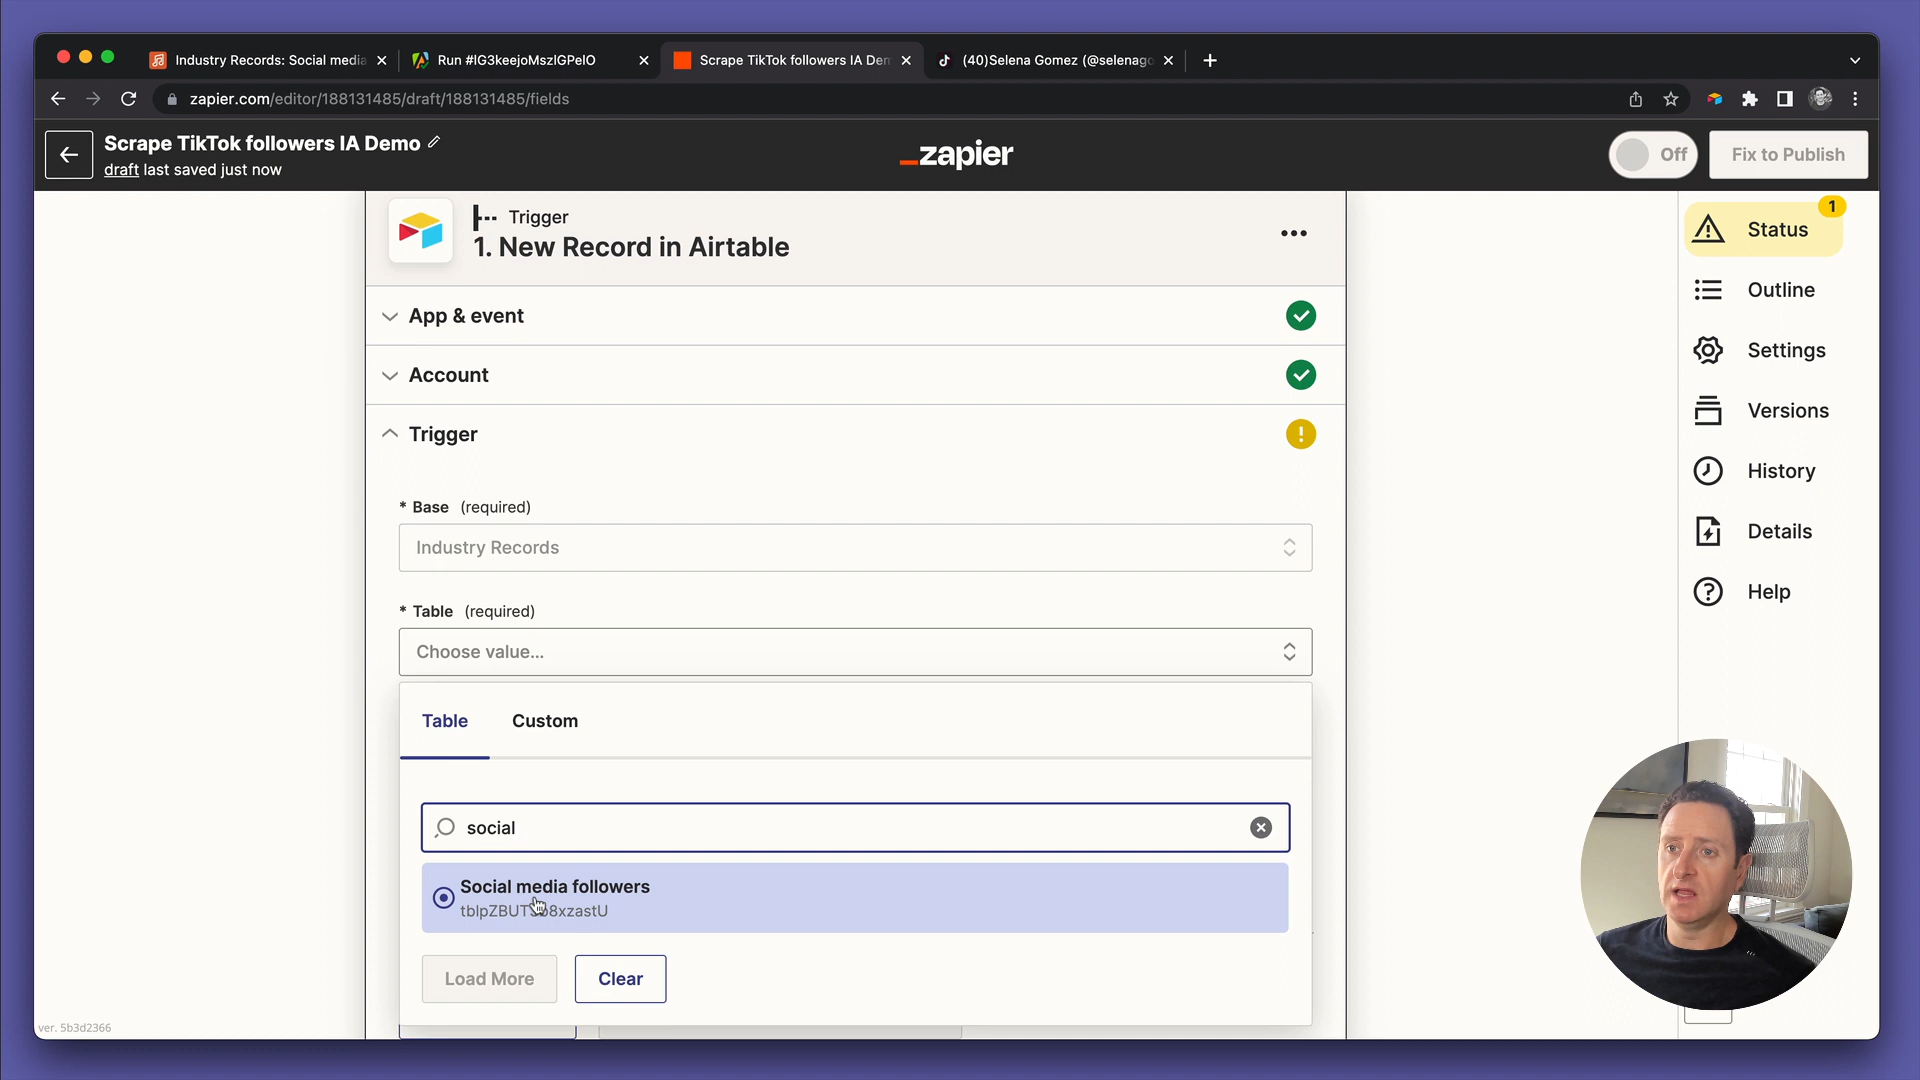 Industry Records: Social media
Run #IG3keejoMszIGPeIO
Scrape TikTok followers IA Dem
(40)Selena Gomez (@selenago
zapier.com/editor/188131485/draft/188131485/fields
Scrape TikTok followers IA Demo
draft last saved just now
_zapier
Off
Fix to Publish
Trigger
1. New Record in Airtable
App & event
Account
Trigger
* Base (required)
Industry Records
* Table (required)
Choose value...
Table Custom
social
Social media followers
Load More
Clear
1
Status
Outline
Settings
Versions
History
Details
Help
ver. 5b3d2366